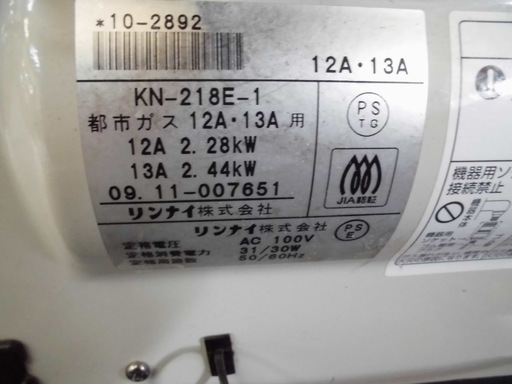 *10-2892
12A・13A
KN-218E-1
都市ガス 12A・13A 用
12A 2.28kW
13A 2.44kW
09.11-007651
リンナイ株式会社
PS
TG
JIA認証
リンナイ株式会社
PS
E
定格電圧 AC 100V
定格消費電力 31/30W
定格周波数 50/60Hz
機器用ソ
接続禁止